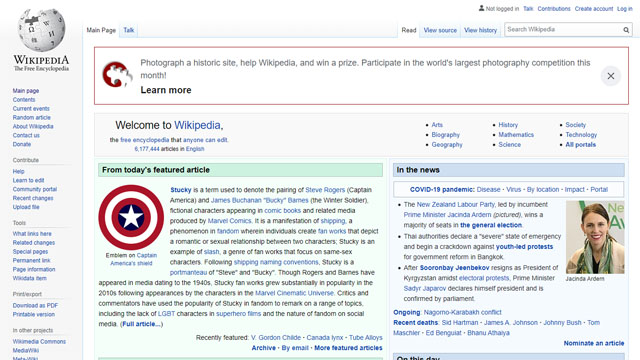 Not logged in Talk Contributions Create account Log in
Main Page Talk Read View source View history Search Wikipedia
WIKIPEDIA
The Free Encyclopedia
Main page
Contents
Current events
Random article
About Wikipedia
Contact us
Donate
Contribute
Help
Learn to edit
Community portal
Recent changes
Upload file
Tools
What links here
Related changes
Special pages
Permanent link
Page information
Wikidata item
Print/export
Download as PDF
Printable version
In other projects
Wikimedia Commons
MediaWiki
Photograph a historic site, help Wikipedia, and win a prize. Participate in the world's largest photography competition this
month!
Learn more
Welcome to Wikipedia,
the free encyclopedia that anyone can edit.
6,177,444 articles in English
Arts
Biography
Geography
History
Mathematics
Science
Society
Technology
All portals
From today's featured article
Emblem on Captain
America's shield
Stucky is a term used to denote the pairing of Steve Rogers (Captain
America) and James Buchanan "Bucky" Barnes (the Winter Soldier),
fictional characters appearing in comic books and related media
produced by Marvel Comics. It is a manifestation of shipping, a
phenomenon in fandom wherein individuals create fan works that depict
a romantic or sexual relationship between two characters; Stucky is an
example of slash, a genre of fan works that focus on same-sex
characters. Following shipping naming conventions, Stucky is a
portmanteau of "Steve" and "Bucky". Though Rogers and Barnes have
appeared in media dating to the 1940s, Stucky fan works grew substantially in popularity in the
2010s following appearances by the characters in the Marvel Cinematic Universe. Critics and
commentators have used the popularity of Stucky in fandom to remark on a range of topics,
including the lack of LGBT characters in superhero films and the nature of fandom on social
media. (Full article...)
Recently featured: V. Gordon Childe · Canada lynx · Tube Alloys
Archive · By email · More featured articles
In the news
COVID-19 pandemic: Disease · Virus · By location · Impact · Portal
The New Zealand Labour Party, led by incumbent
Prime Minister Jacinda Ardern (pictured), wins a
majority of seats in the general election.
Thai authorities declare a "severe" state of emergency
and begin a crackdown against youth-led protests
for government reform in Bangkok.
After Sooronbay Jeenbekov resigns as President of
Kyrgyzstan amidst electoral protests, Prime Minister
Sadyr Japarov declares himself president and is
confirmed by parliament.
Jacinda Ardern
Ongoing: Nagorno-Karabakh conflict
Recent deaths: Sid Hartman · James A. Johnson · Johnny Bush · Tom
Maschler · Ed Benguiat · Bhanu Athaiya
Nominate an article
On this day